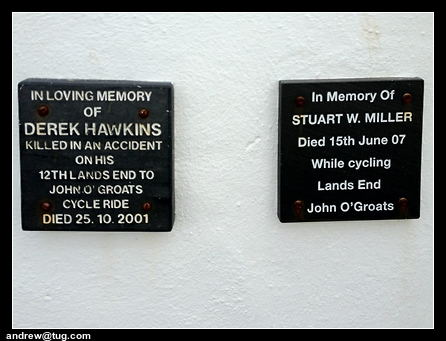 IN LOVING MEMORY
OF
DEREK HAWKINS
KILLED IN AN ACCIDENT
ON HIS
12TH LANDS END TO
JOHN O' GROATS
CYCLE RIDE
DIED 25. 10. 2001
In Memory Of
STUART W. MILLER
Died 15th June 07
While cycling
Lands End
John O'Groats
andrew@tug.com